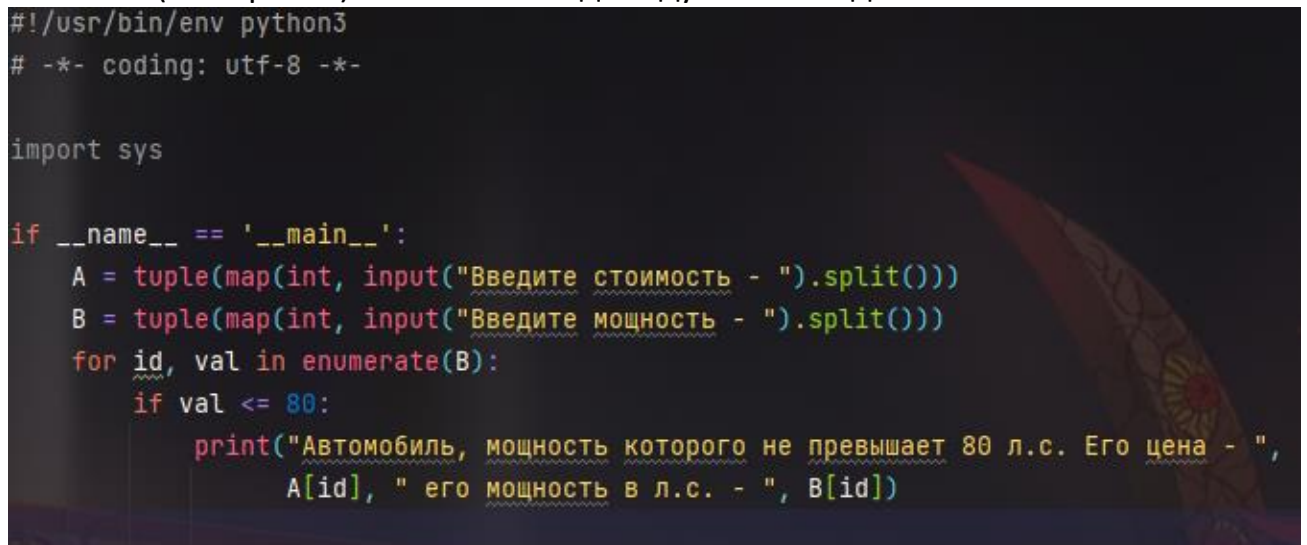 #!/usr/bin/env python3
# -*- coding: utf-8 -*-
import sys
if __name__ == '__main__':
    A = tuple(map(int, input("Введите стоимость - ").split()))
    B = tuple(map(int, input("Введите мощность - ").split()))
    for id, val in enumerate(B):
        if val <= 80:
            print("Автомобиль, мощность которого не превышает 80 л.с. Его цена - ",
                  A[id], " его мощность в л.с. - ", B[id])